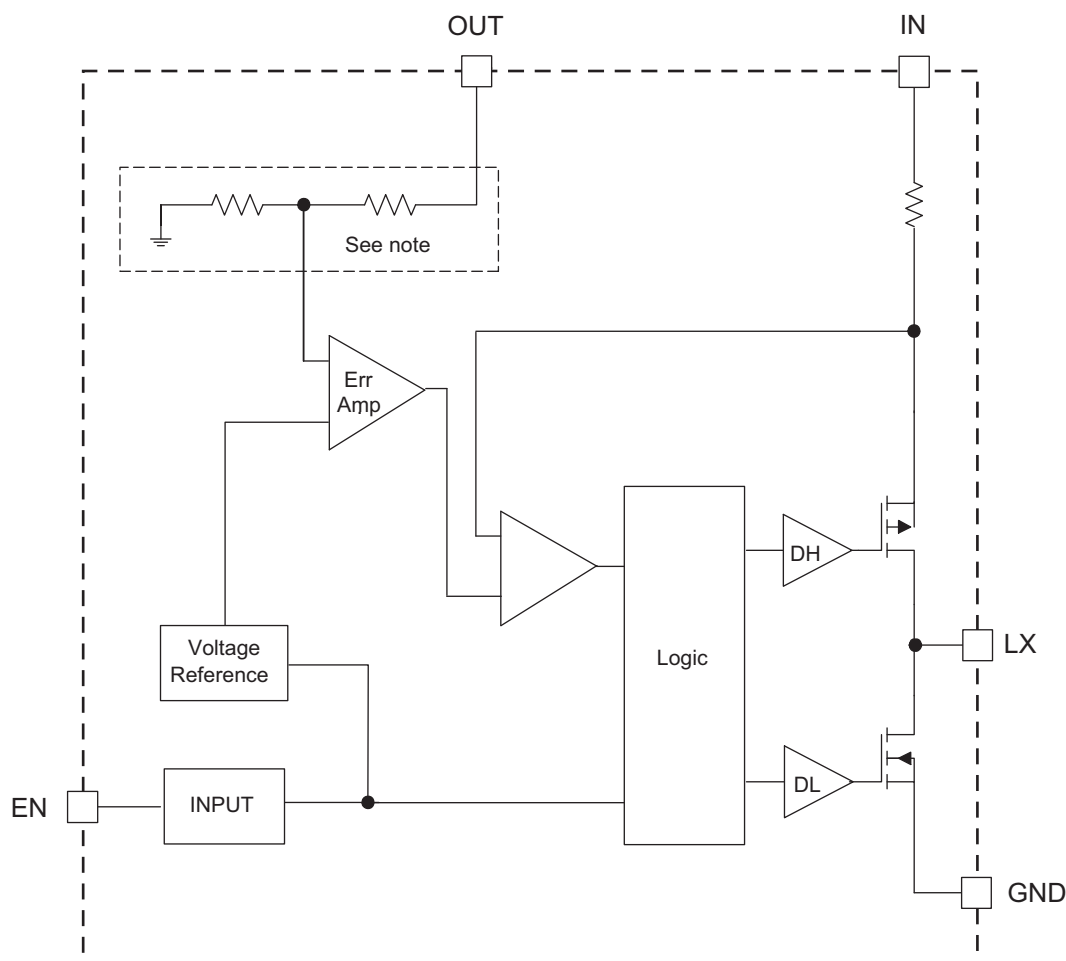 OUT
IN
See note
Err
Amp
DH
Voltage
Reference
Logic
LX
EN
INPUT
DL
GND